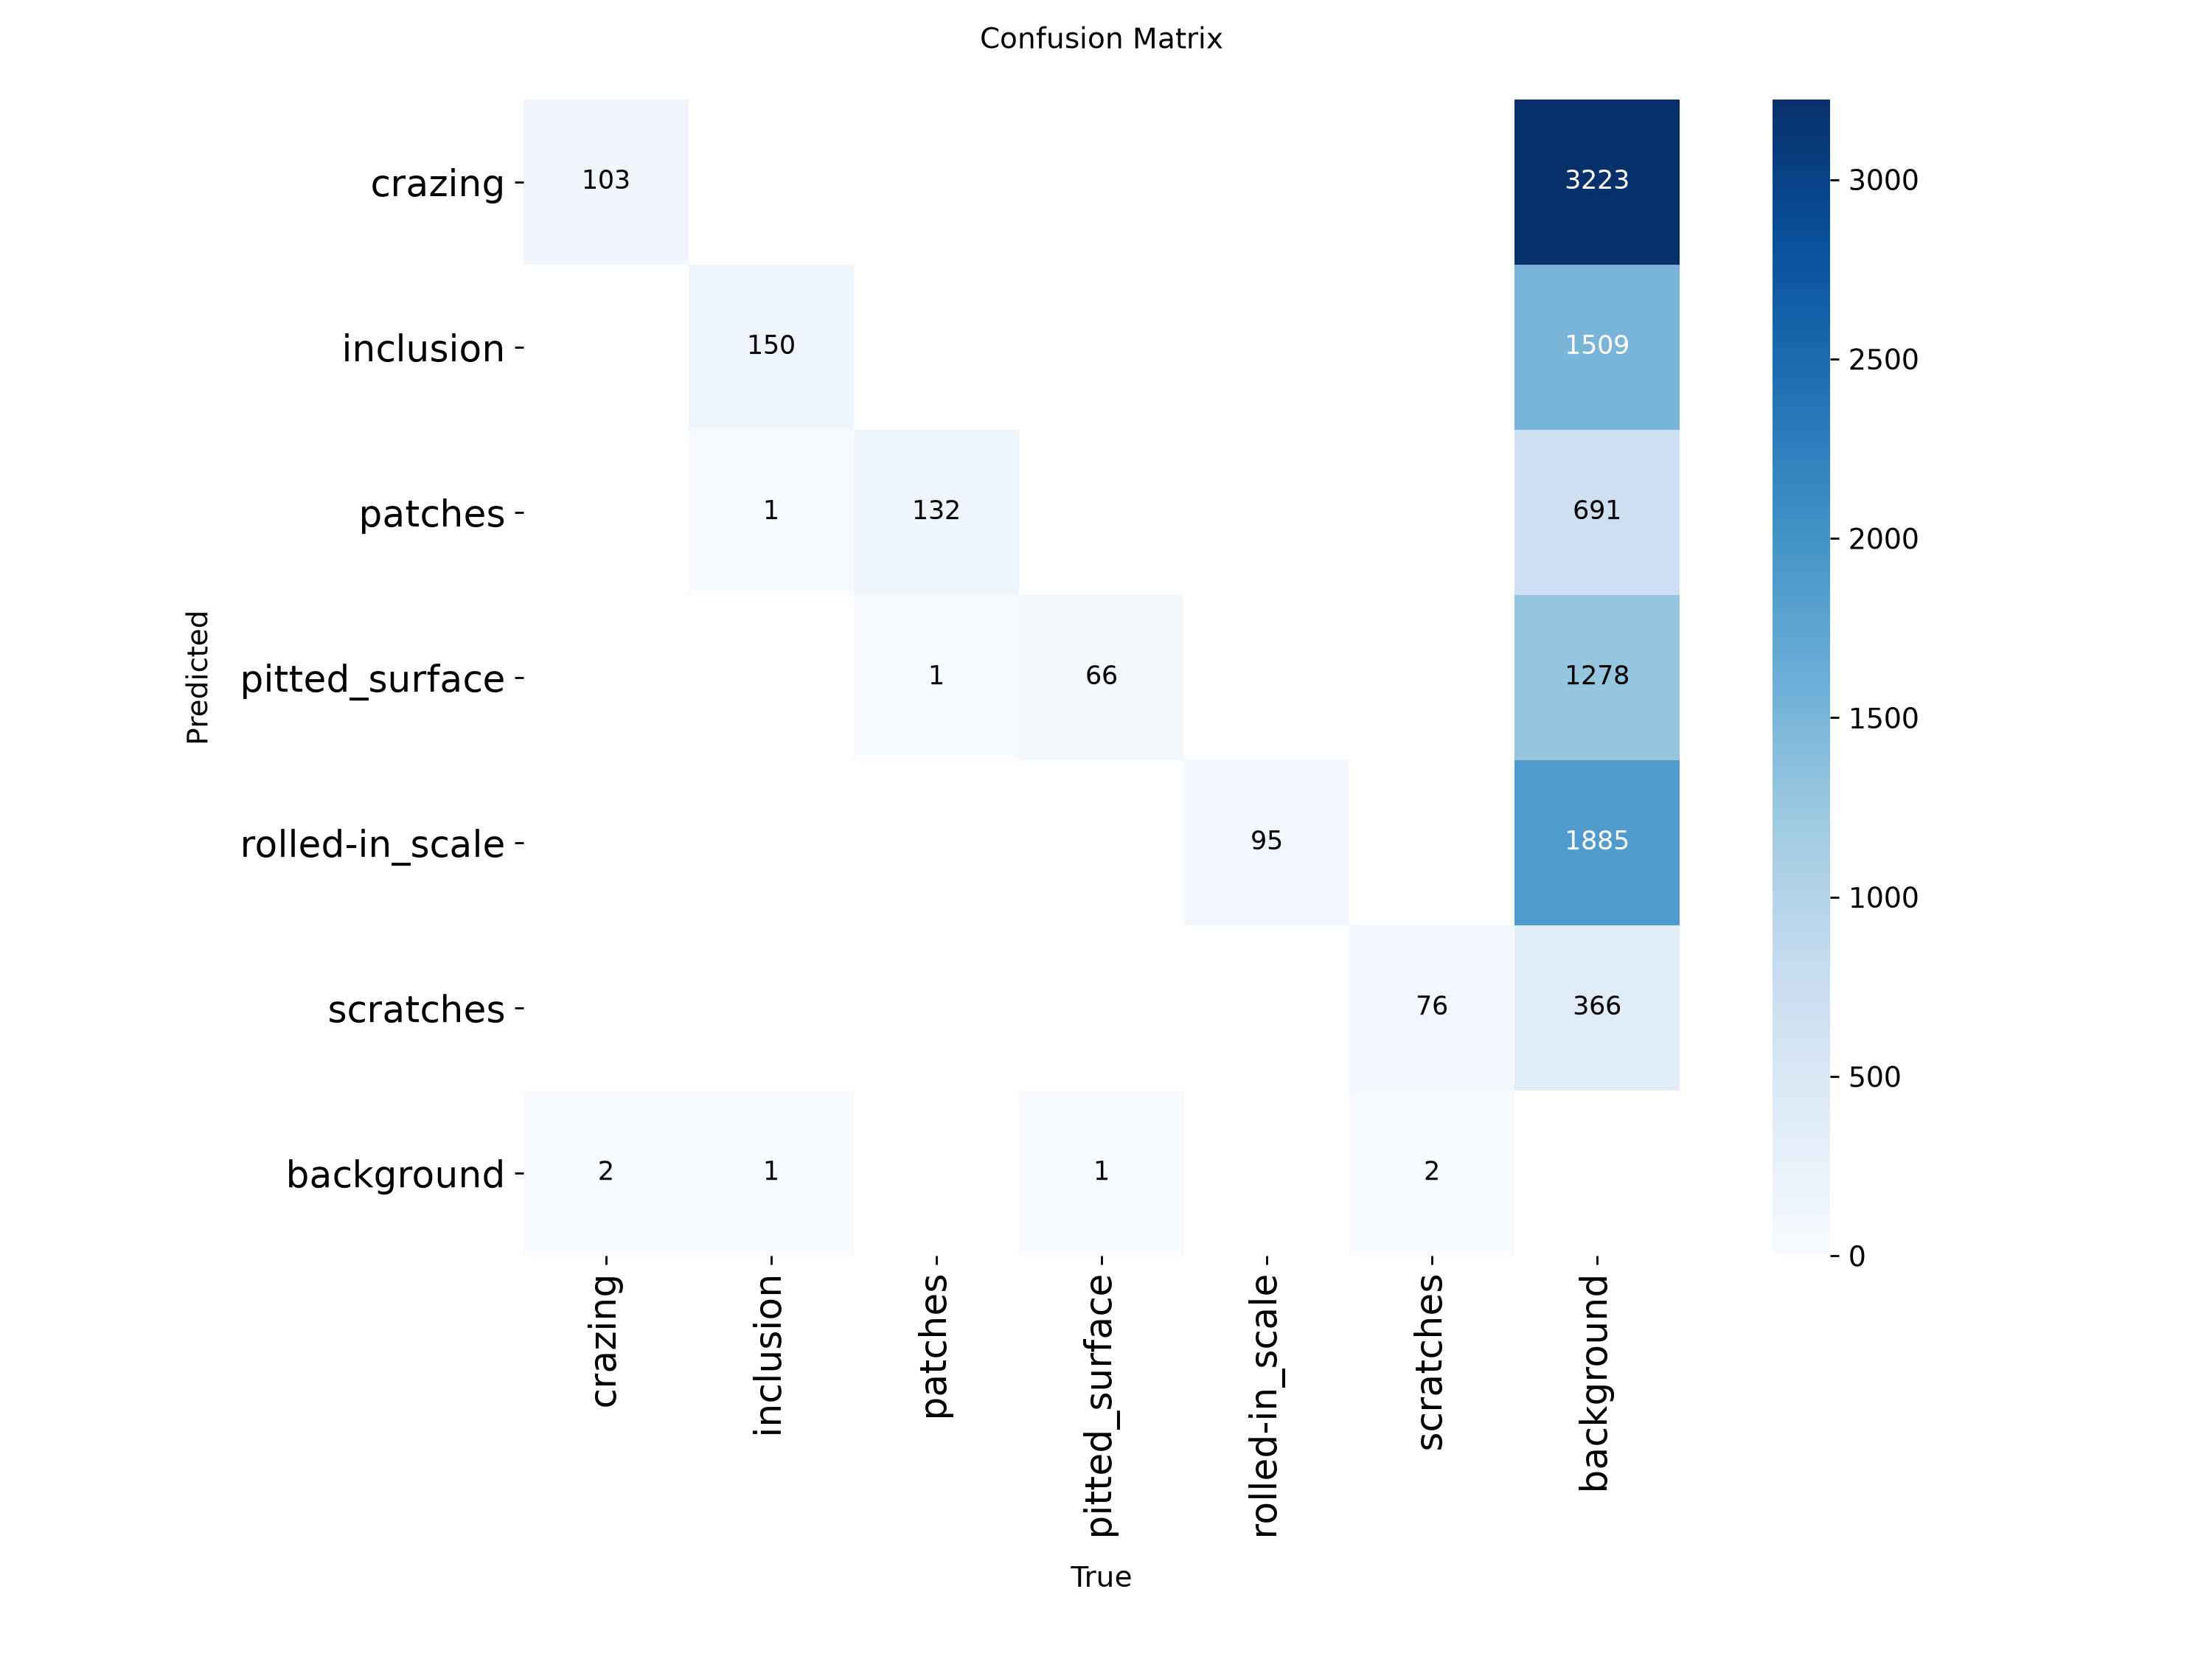 Confusion Matrix
crazing
103
3223
inclusion
150
1509
patches
1
132
691
pitted_surface
1
66
1278
rolled-in_scale
95
1885
scratches
76
366
background
2
1
1
2
Predicted
crazing
inclusion
patches
pitted_surface
rolled-in_scale
scratches
background
True
3000
2500
2000
1500
1000
500
0